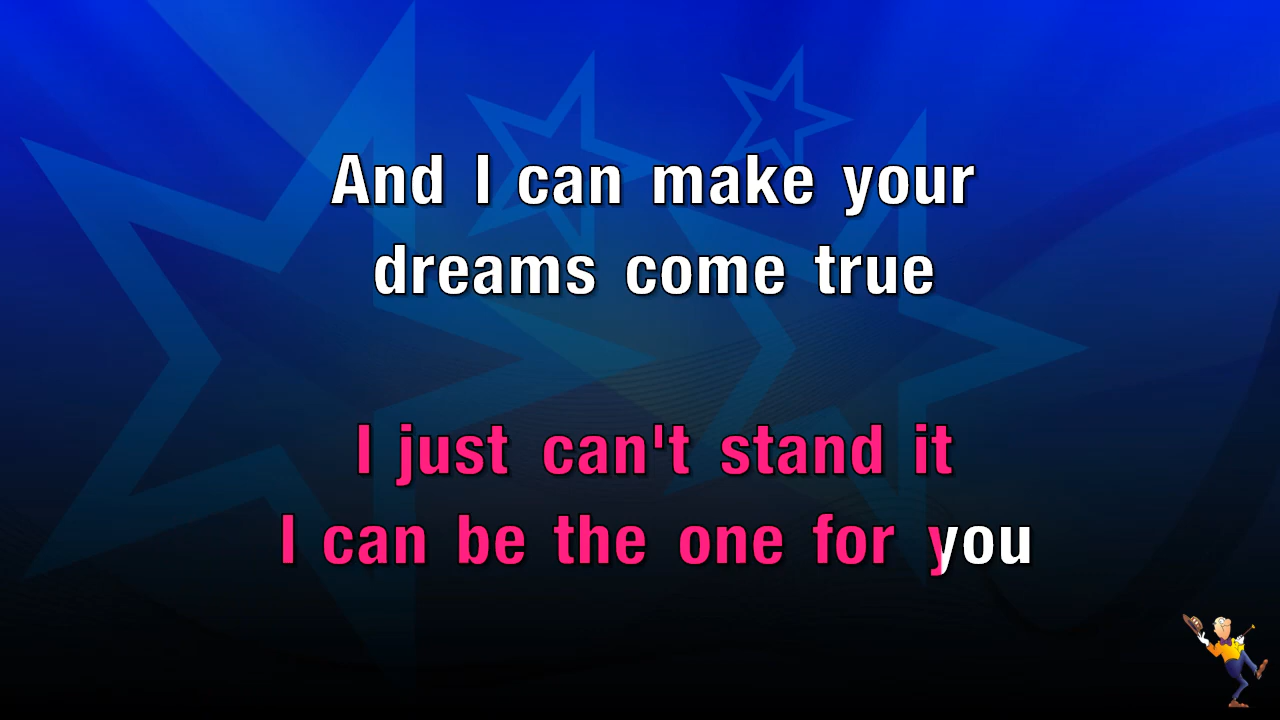 And I can make your
dreams come true
I just can't stand it
I can be the one for you